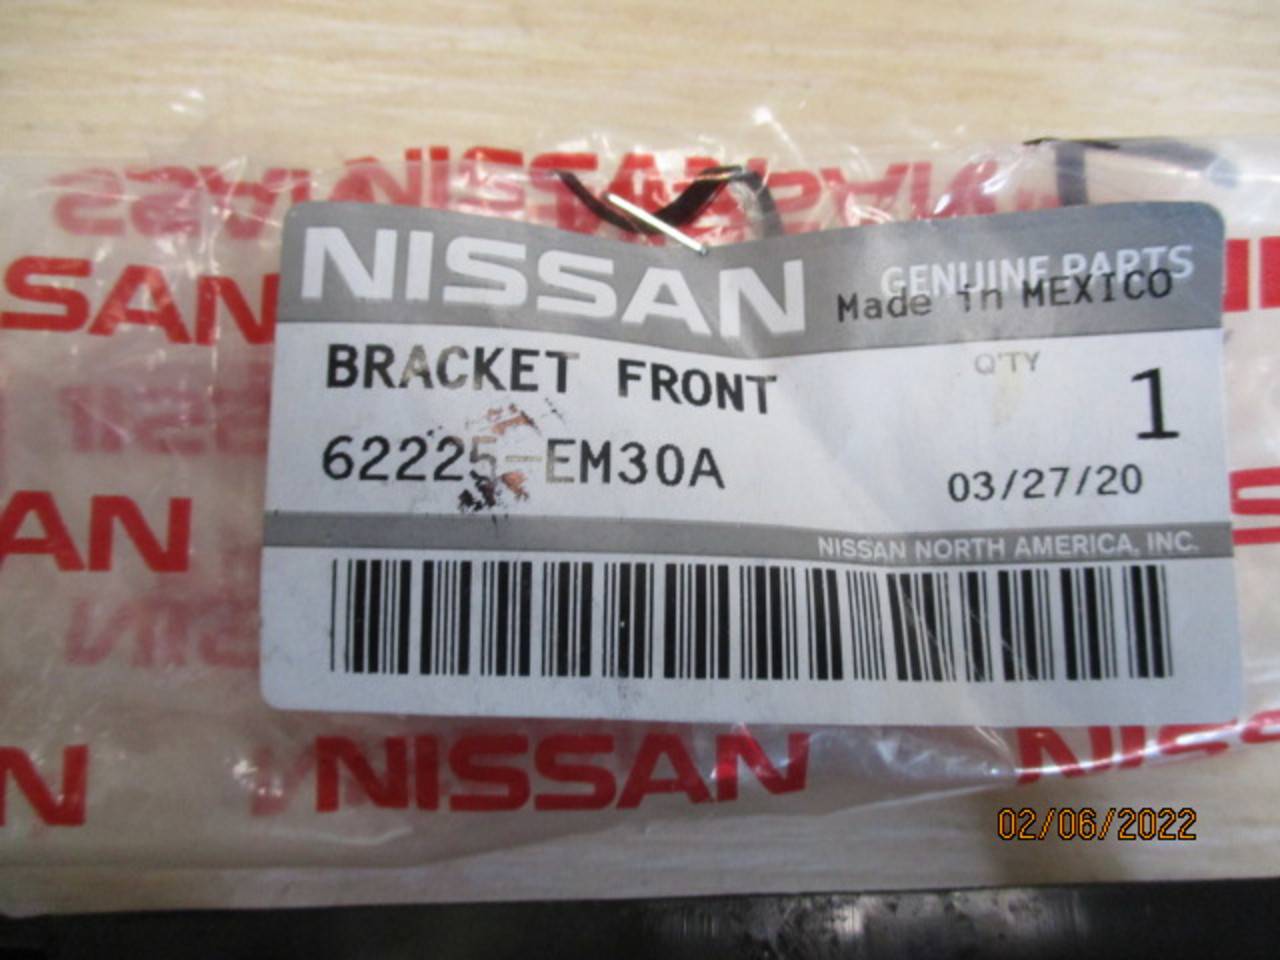 NISSAN
GENUINE PARTS
Made in MEXICO
BRACKET FRONT
Q'TY
1
62225-EM30A
03/27/20
NISSAN NORTH AMERICA, INC.
NISSAN
02/06/2022